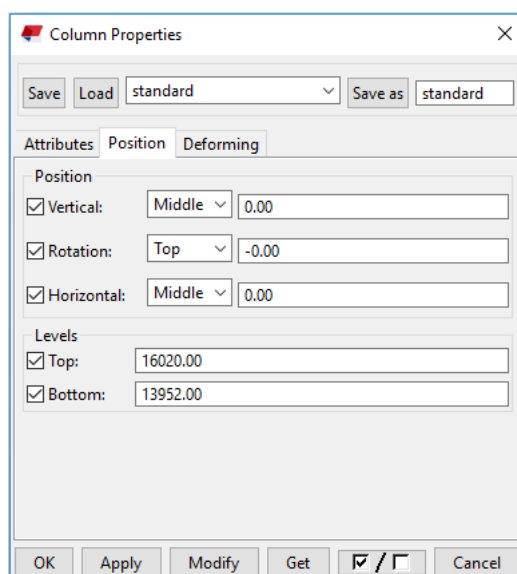 Column Properties
Save Load standard Save as standard
Attributes Position Deforming
Position
Vertical: Middle 0.00
Rotation: Top -0.00
Horizontal: Middle 0.00
Levels
Top: 16020.00
Bottom: 13952.00
OK Apply Modify Get / Cancel